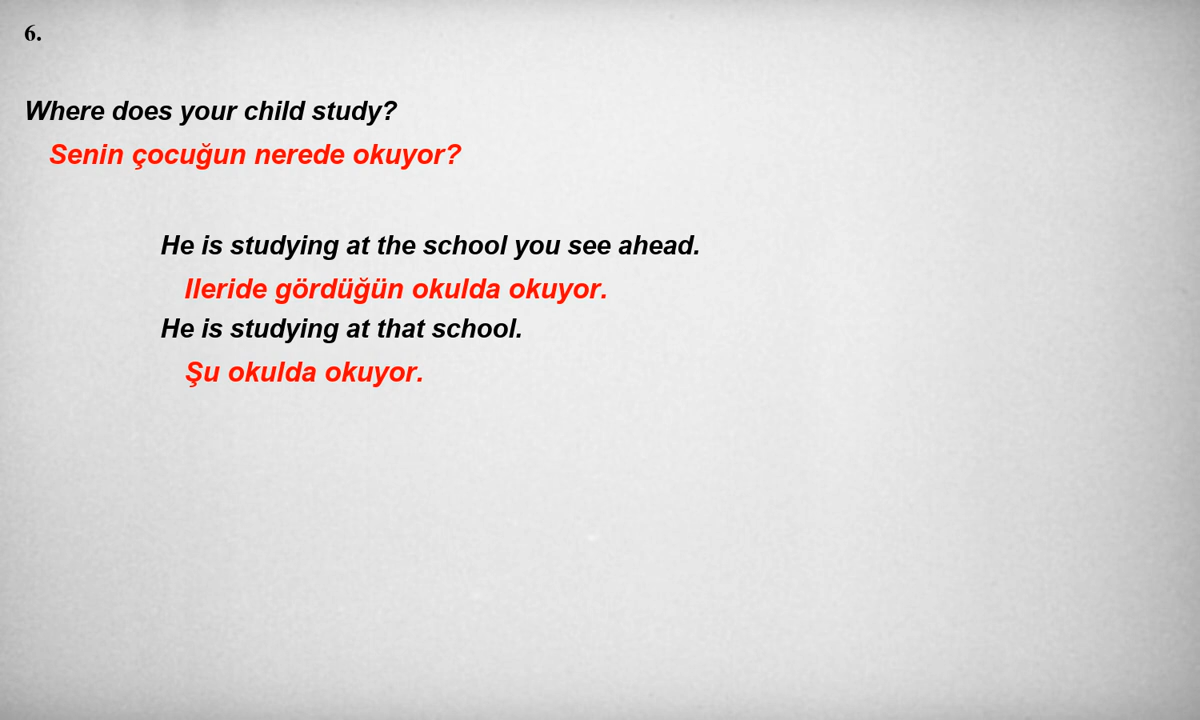 6.
Where does your child study?
Senin çocuğun nerede okuyor?
He is studying at the school you see ahead.
Ileride gördüğün okulda okuyor.
He is studying at that school.
Şu okulda okuyor.